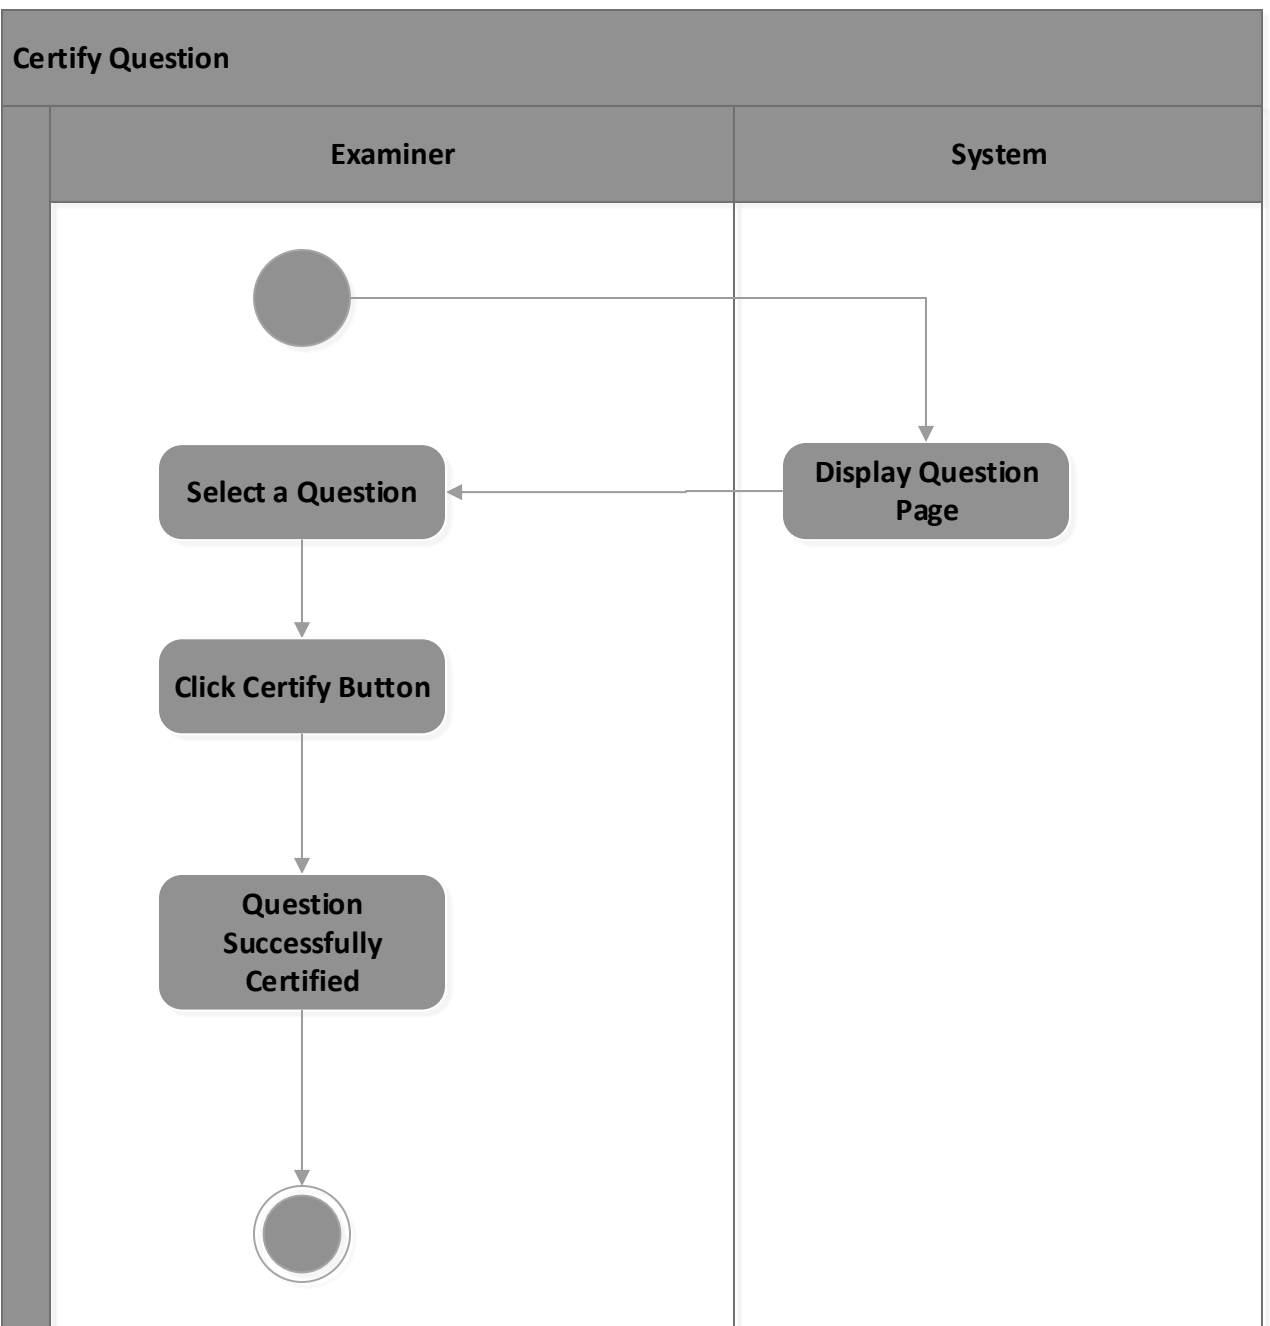 Certify Question
Examiner
System
Select a Question
Display Question
Page
Click Certify Button
Question
Successfully
Certified